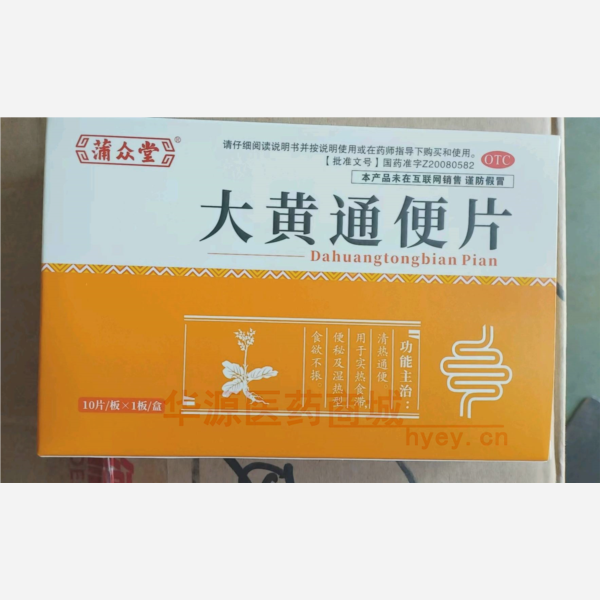 蒲众堂®
请仔细阅读说明书并按说明使用或在药师指导下购买和使用。
【批准文号】国药准字Z20080582
OTC
本产品未在互联网销售 谨防假冒
大黄通便片
Dahuangtongbian Pian
功能主治：
清热通便
用于实热食滞,
便秘及湿热型
食欲不振
10片/板×1板/盒
华源医药商城
hyey.cn